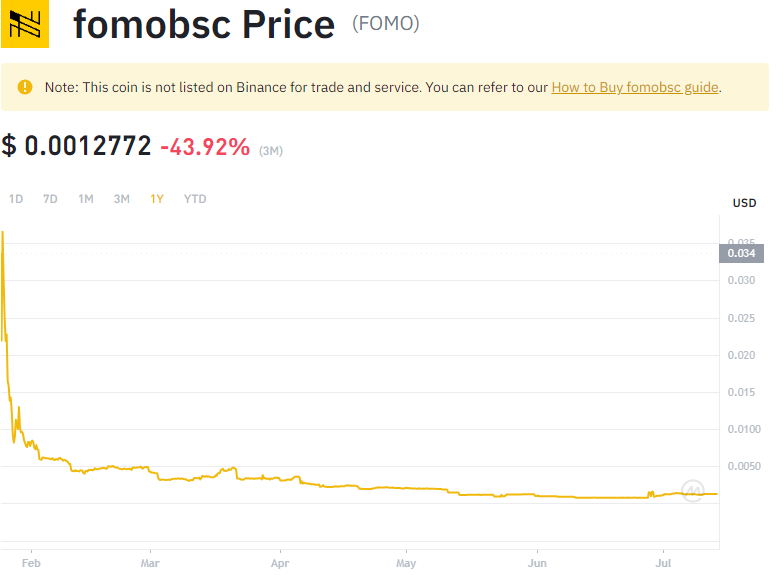 fomobsc Price (FOMO)
Note: This coin is not listed on Binance for trade and service. You can refer to our How to Buy fomobsc guide.
$ 0.0012772 -43.92% (3M)
1D 7D 1M 3M 1Y YTD
USD
0.035
0.034
0.030
0.025
0.020
0.015
0.0100
0.0050
Feb Mar Apr May Jun Jul